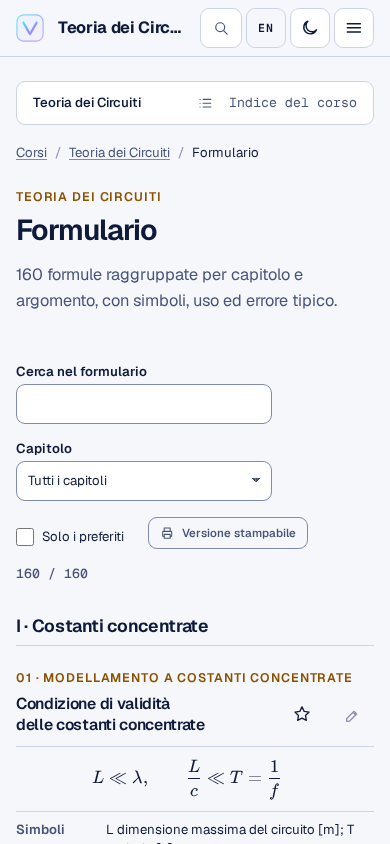 Teoria dei Circ...
EN
Teoria dei Circuiti
Indice del corso
Corsi / Teoria dei Circuiti / Formulario
TEORIA DEI CIRCUITI
Formulario
160 formule raggruppate per capitolo e
argomento, con simboli, uso ed errore tipico.
Cerca nel formulario
Capitolo
Tutti i capitoli
Solo i preferiti
Versione stampabile
160 / 160
I · Costanti concentrate
01 · MODELLAMENTO A COSTANTI CONCENTRATE
Condizione di validità
delle costanti concentrate
L ≪ λ, L/c ≪ T = 1/f
Simboli
L dimensione massima del circuito [m]; T